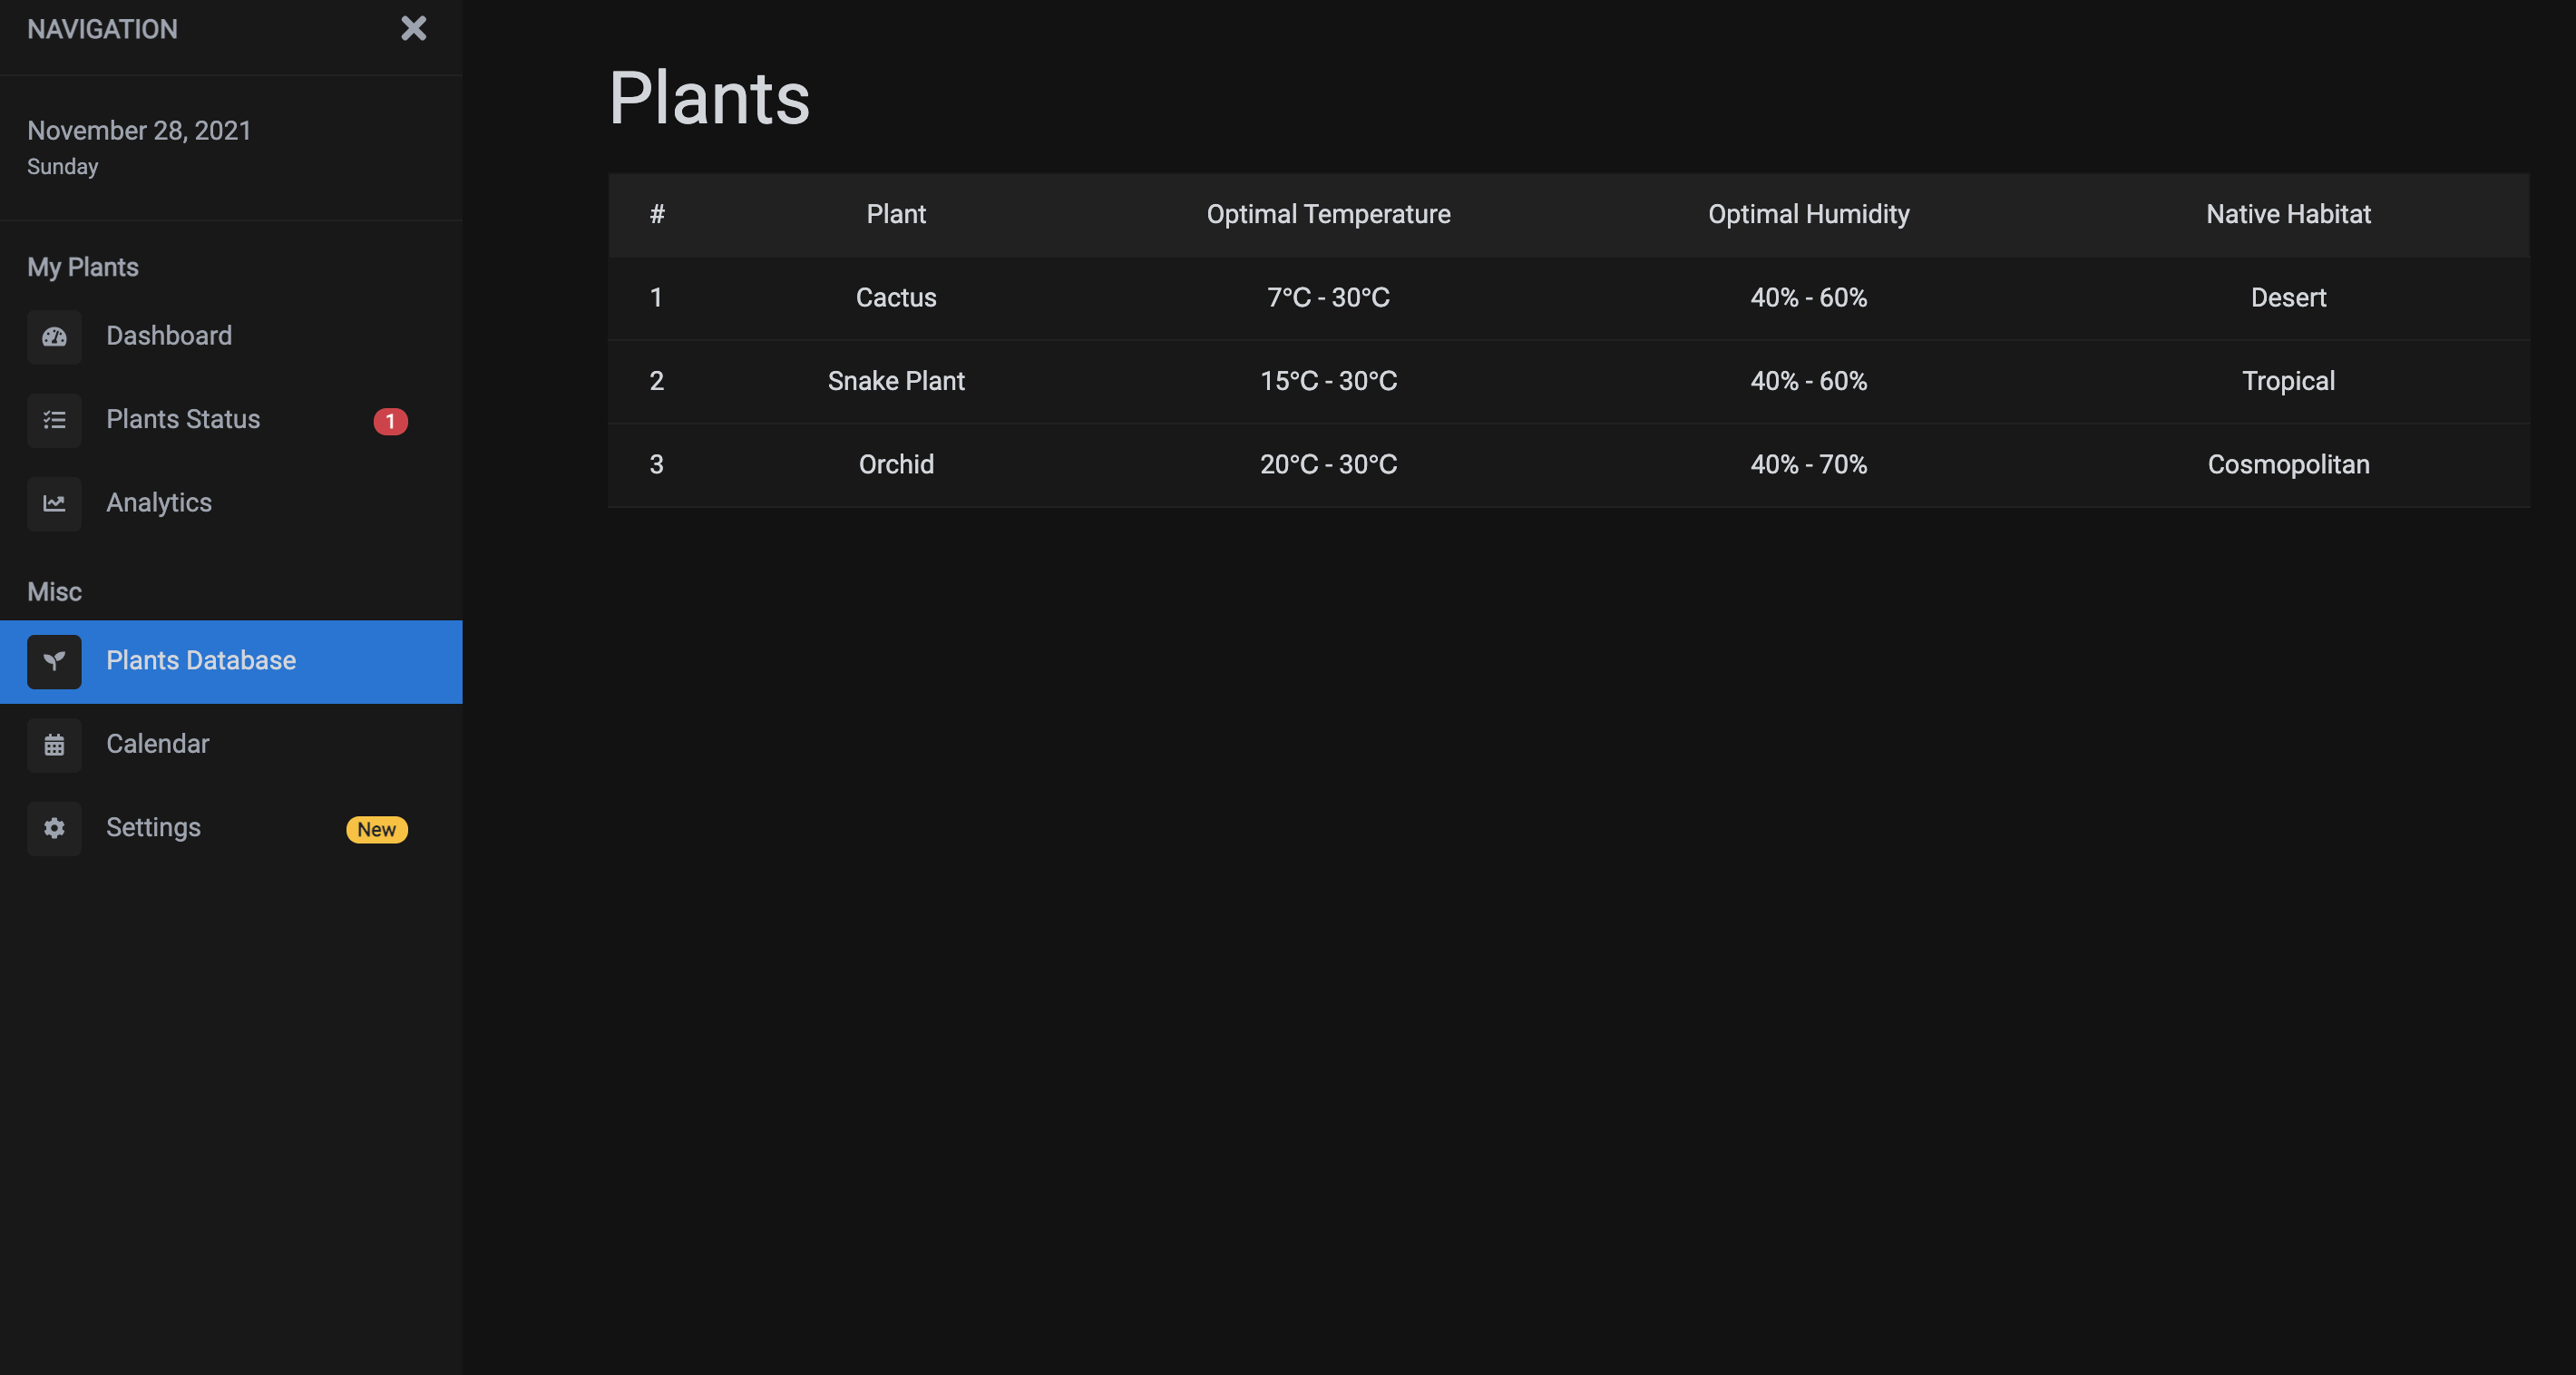 NAVIGATION
November 28, 2021
Sunday
My Plants
Dashboard
Plants Status 1
Analytics
Misc
Plants Database
Calendar
Settings New
Plants
# Plant Optimal Temperature Optimal Humidity Native Habitat
1 Cactus 7°C - 30°C 40% - 60% Desert
2 Snake Plant 15°C - 30°C 40% - 60% Tropical
3 Orchid 20°C - 30°C 40% - 70% Cosmopolitan